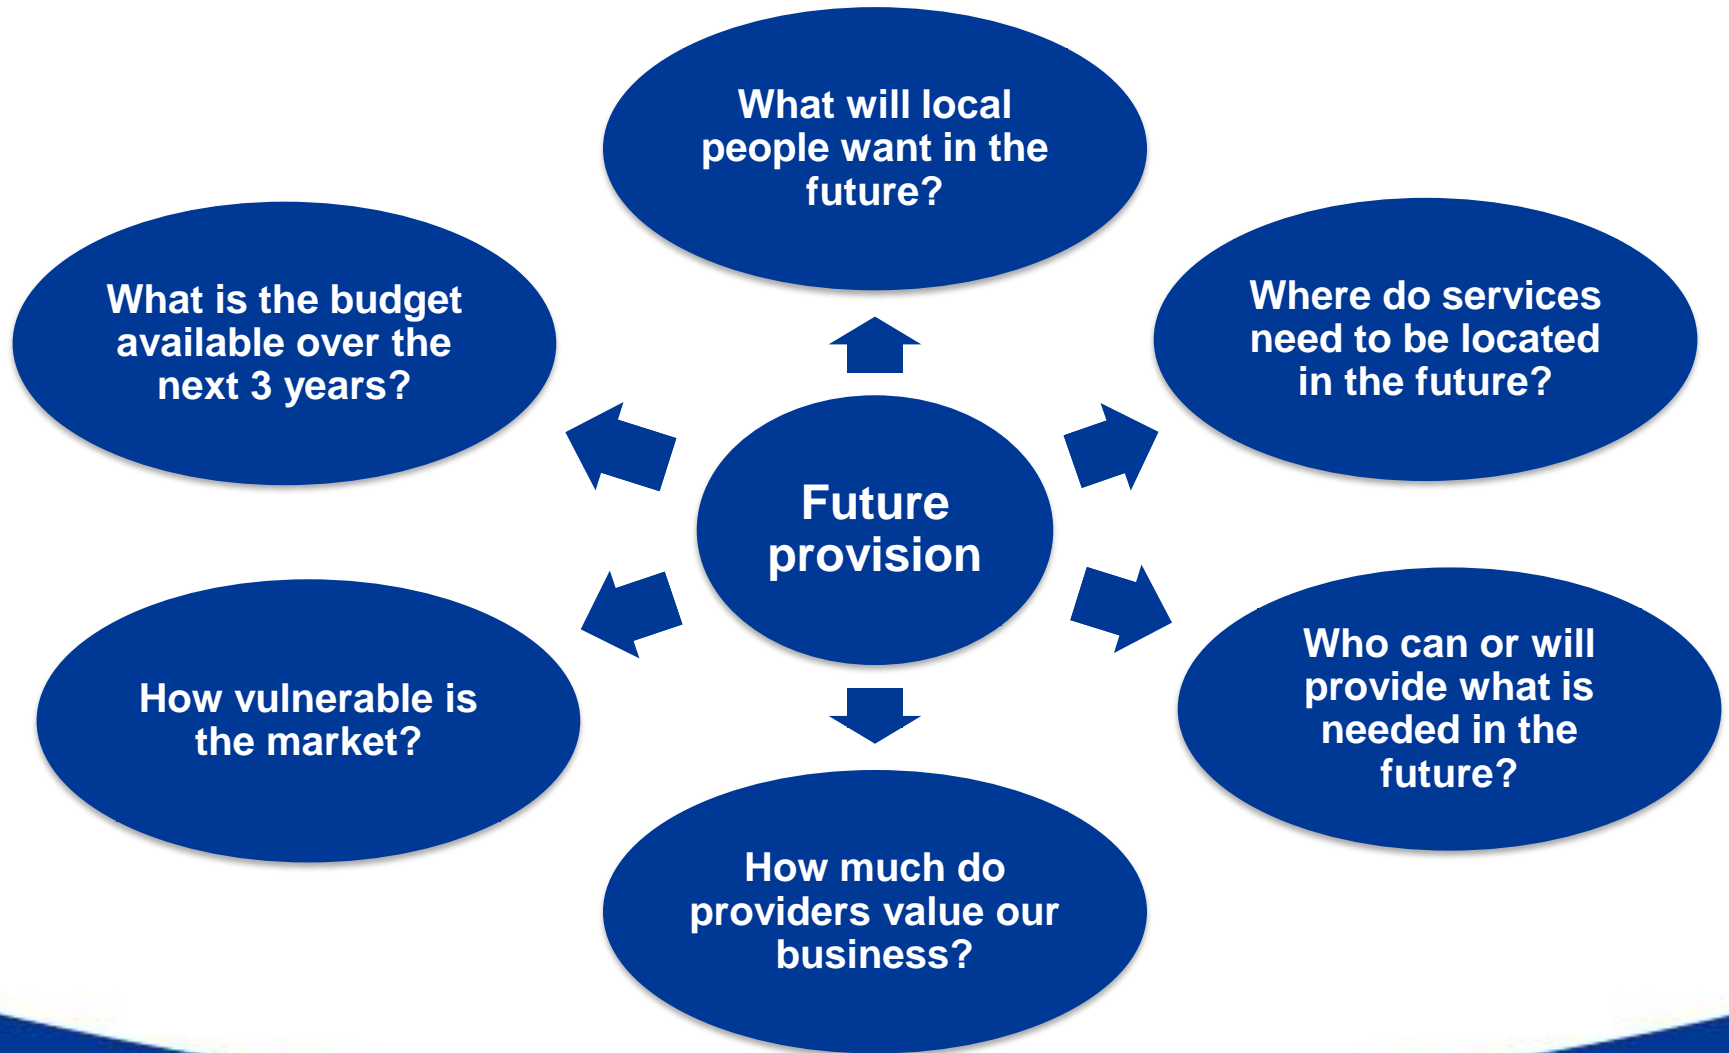 What will local
people want in the
future?
What is the budget
available over the
next 3 years?
Where do services
need to be located
in the future?
Future
provision
How vulnerable is
the market?
Who can or will
provide what is
needed in the
future?
How much do
providers value our
business?